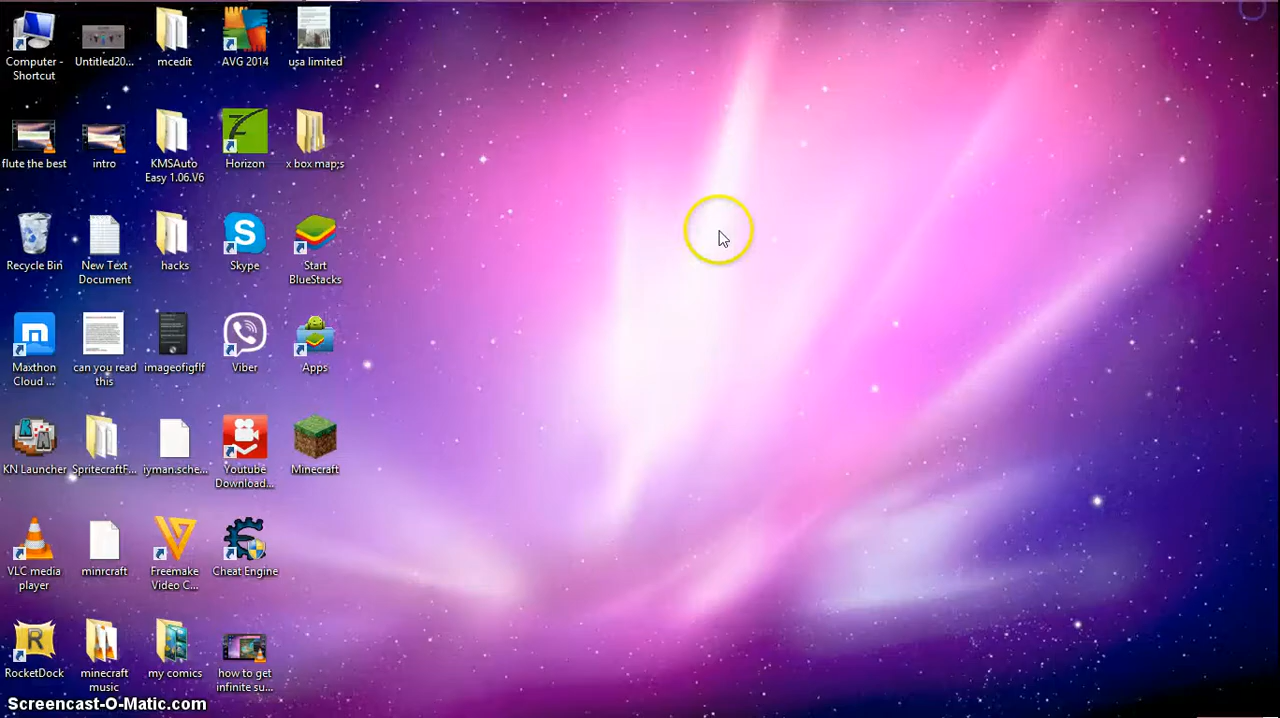 Computer -
Shortcut
Untitled20...
mcedit
AVG 2014
usa limited
flute the best
intro
KMSAuto
Easy 1.06.V6
Horizon
x box map;s
Recycle Bin
New Text
Document
hacks
Skype
Start
BlueStacks
Maxthon
Cloud ...
can you read
this
imageofigflf
Viber
Apps
KN Launcher
SpritecraftF...
iyman.sche...
Youtube
Download...
Minecraft
VLC media
player
minrcraft
Freemake
Video C...
Cheat Engine
RocketDock
minecraft
music
my comics
how to get
infinite su...
Screencast-O-Matic.com